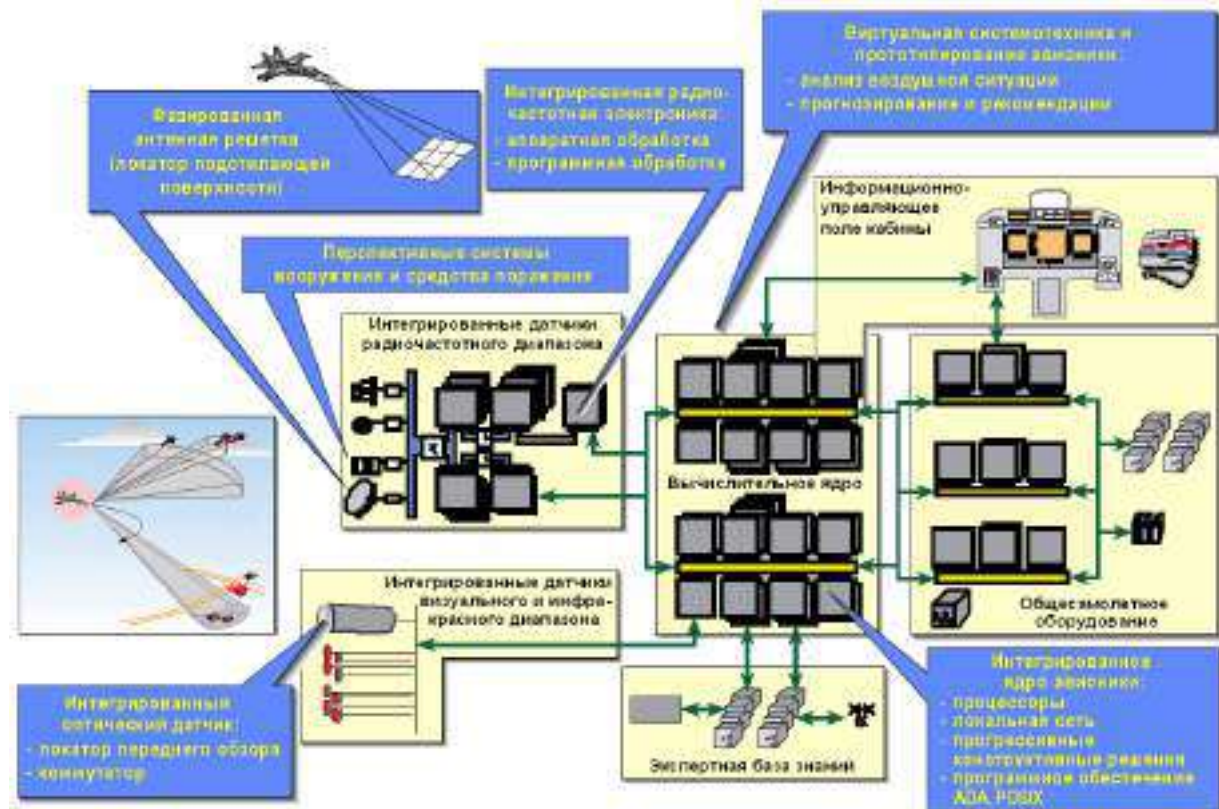 Фазированная
антенная решетка
(локатор подстилающей
поверхности)
Интегрированная радио-
частотная электроника:
- аппаратная обработка
- программная обработка
Виртуальная системотехника и
прототипирование авионики:
- анализ воздушной ситуации
- прогнозирование и рекомендации
Перспективные системы
вооружения и средства поражения
Информационно-
управляющее
поле кабины
Интегрированные датчики
радиочастотного диапазона
Вычислительное ядро
Интегрированные датчики
визуального и инфра-
красного диапазона
Общесамолетное
оборудование
Интегрированный
оптический датчик:
- локатор переднего обзора
- коммутатор
Экспертная база знаний
Интегрированное
ядро авионики:
- процессоры
- локальная сеть
- прогрессивные
конструктивные решения
- программное обеспечение
ADA, POSIX